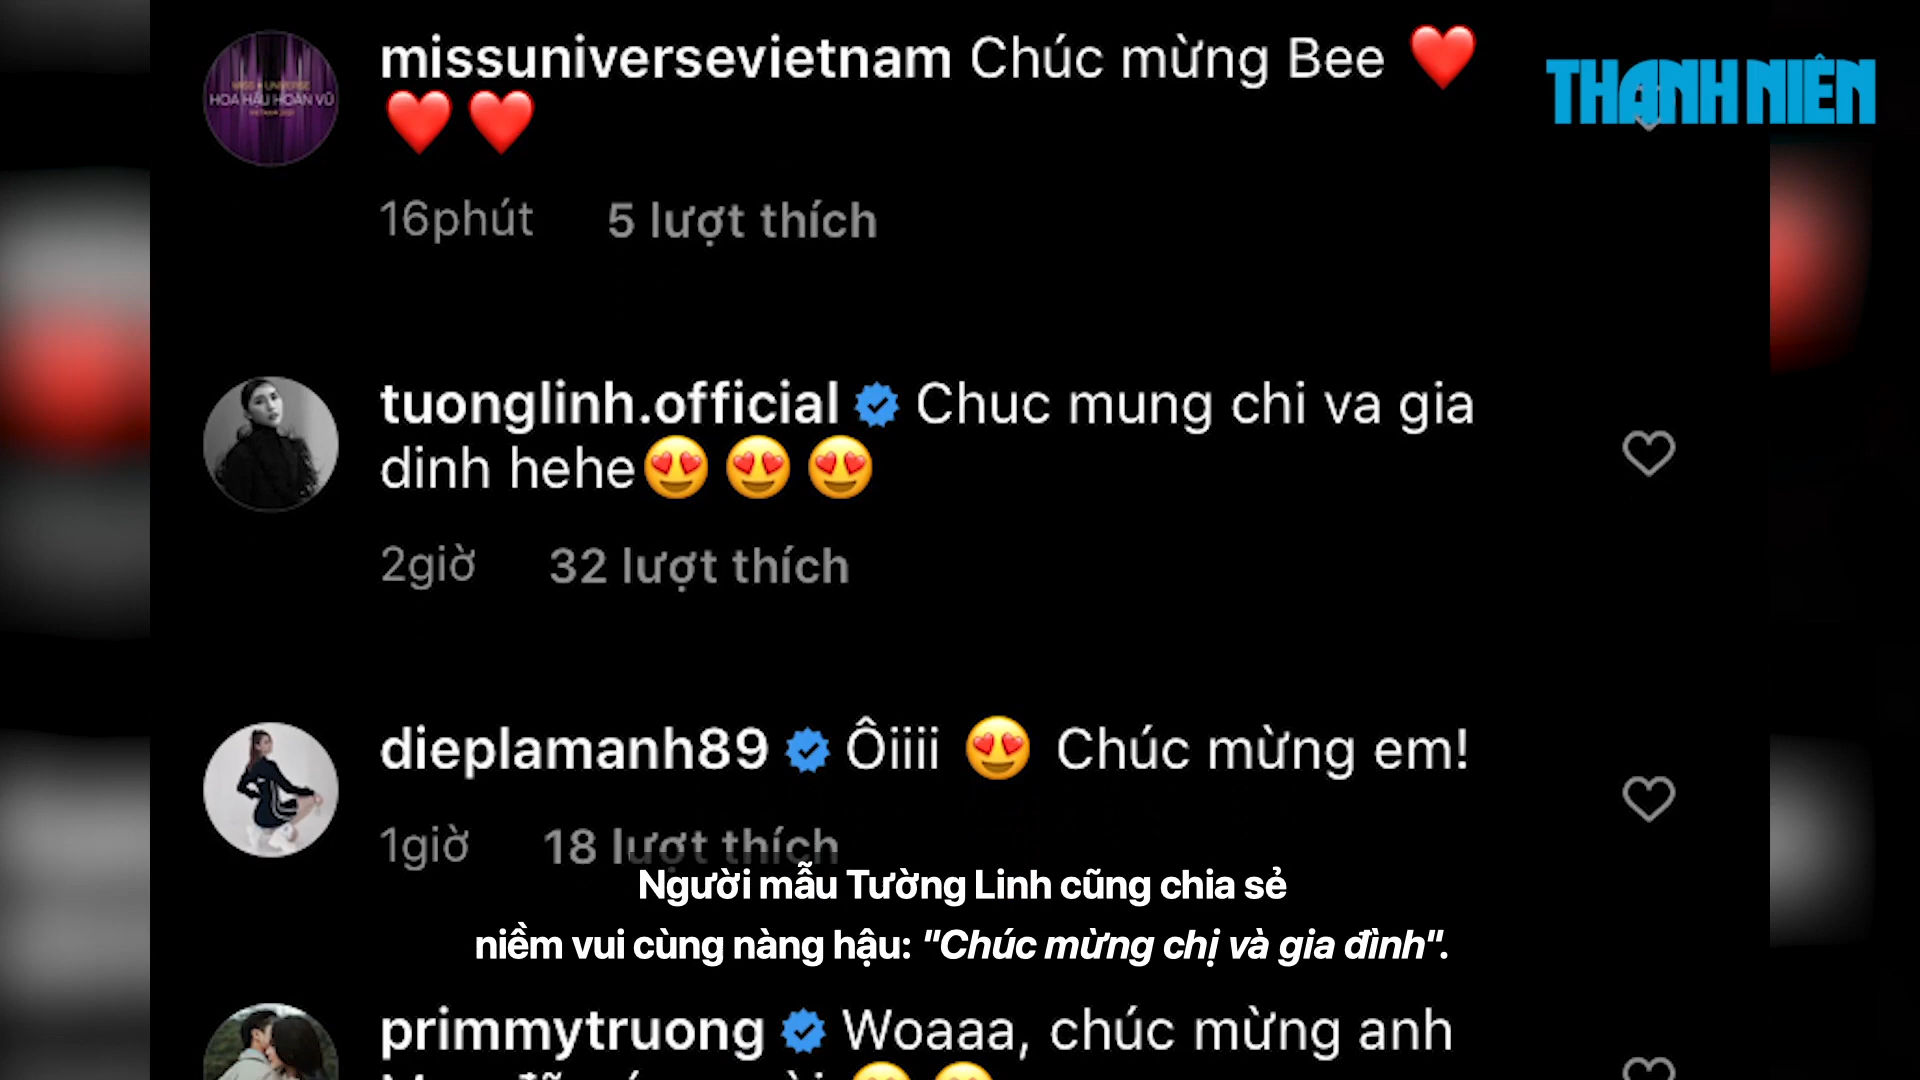 missuniversevietnam Chúc mừng Bee ❤️
❤️ ❤️
THANH NIÊN
MISS UNIVERSE
HOA HẬU HOÀN VŨ
16phút 5 lượt thích
tuonglinh.official Chuc mung chi va gia
dinh hehe😍 😍 😍
2giờ 32 lượt thích
dieplamanh89 Ôiiii 😍 Chúc mừng em!
1giờ 18 lượt thích
Người mẫu Tường Linh cũng chia sẻ
niềm vui cùng nàng hậu: "Chúc mừng chị và gia đình".
primmytruong Woaaa, chúc mừng anh